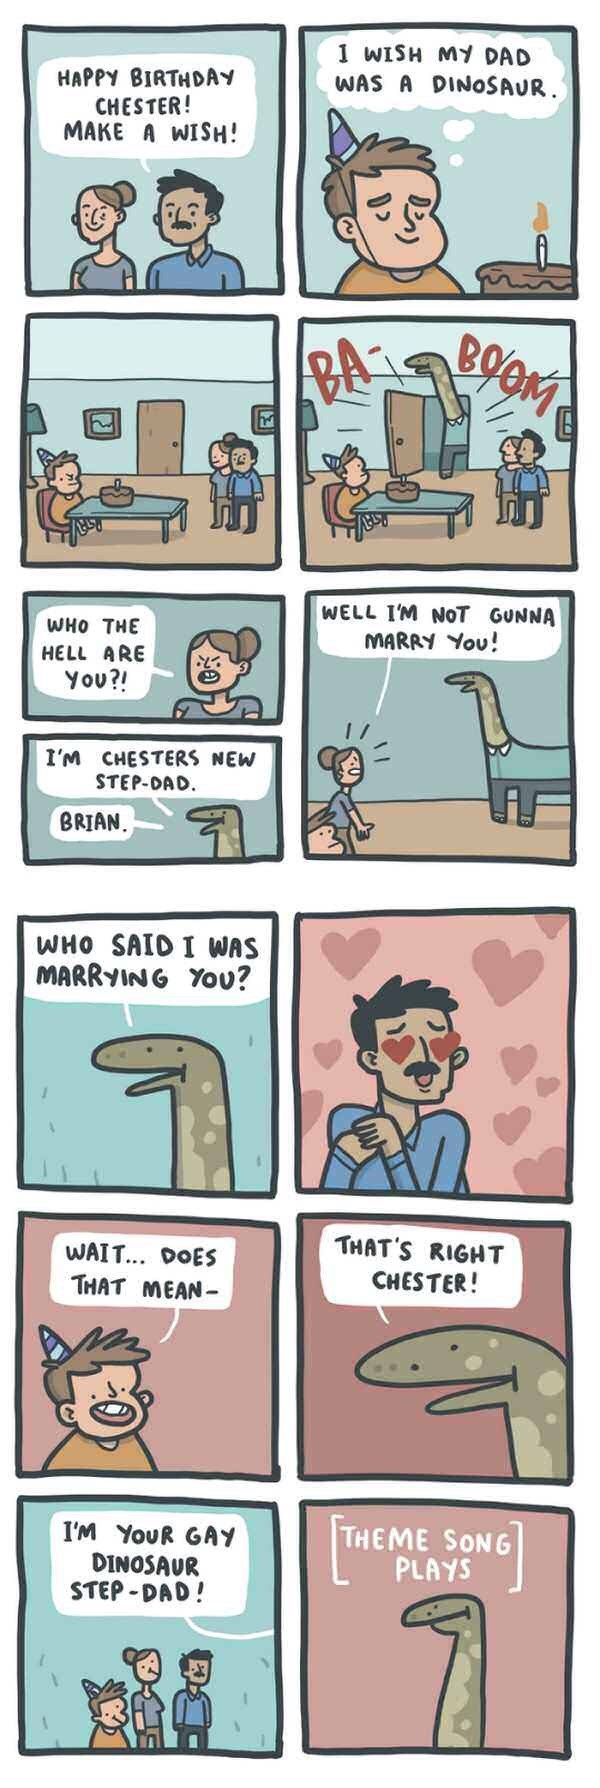 HAPPY BIRTHDAY
CHESTER!
MAKE A WISH!
I WISH MY DAD
WAS A DINOSAUR.
BA-
BOOM
WHO THE
HELL ARE
YOU?!
I'M CHESTERS NEW
STEP-DAD.
BRIAN.
WELL I'M NOT GUNNA
MARRY YOU!
WHO SAID I WAS
MARRYING YOU?
WAIT... DOES
THAT MEAN-
THAT'S RIGHT
CHESTER!
I'M YOUR GAY
DINOSAUR
STEP-DAD!
[THEME SONG
PLAYS]